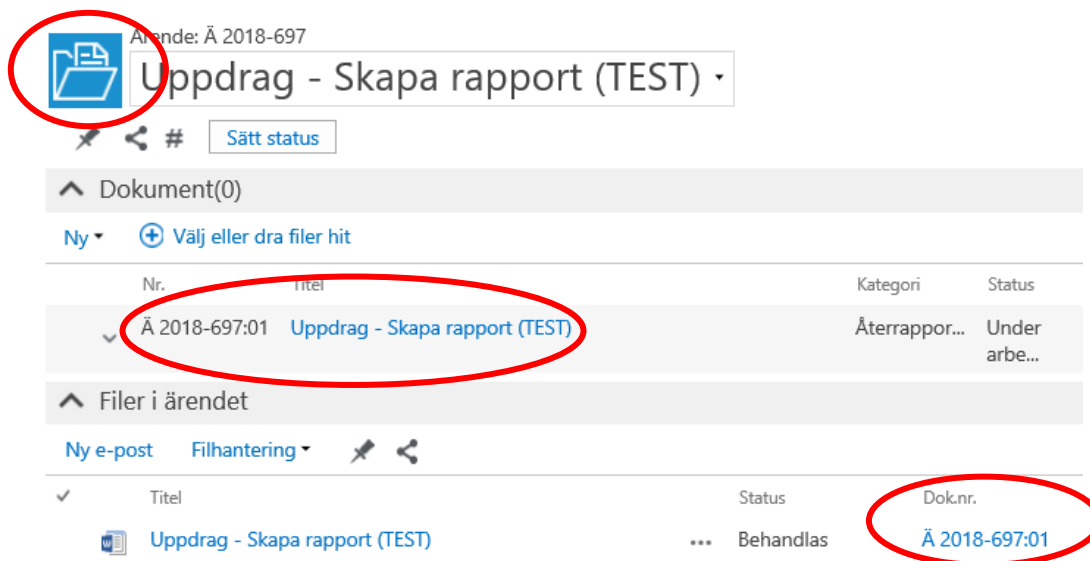 Ärende: Ä 2018-697
Uppdrag - Skapa rapport (TEST)
# Sätt status
Dokument(0)
Ny Välj eller dra filer hit
Nr. Titel Kategori Status
Ä 2018-697:01 Uppdrag - Skapa rapport (TEST) Återrappor... Under
arbe...
Filer i ärendet
Ny e-post Filhantering
Titel Status Dok.nr.
Uppdrag - Skapa rapport (TEST) ... Behandlas Ä 2018-697:01